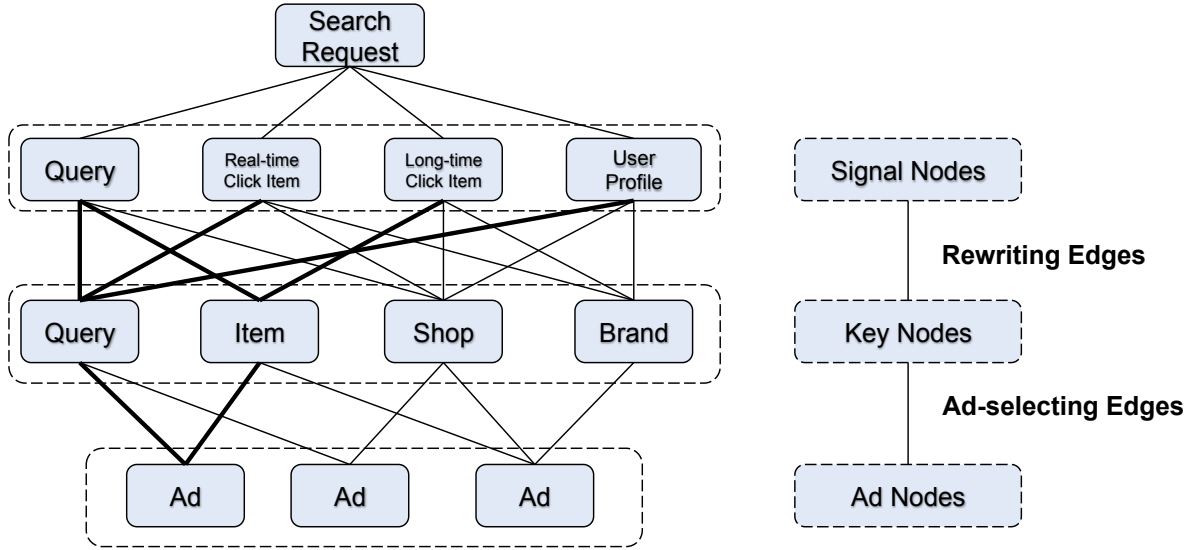 Search
Request
Query
Real-time
Click Item
Long-time
Click Item
User
Profile
Signal Nodes
Rewriting Edges
Query
Item
Shop
Brand
Key Nodes
Ad-selecting Edges
Ad
Ad
Ad
Ad Nodes